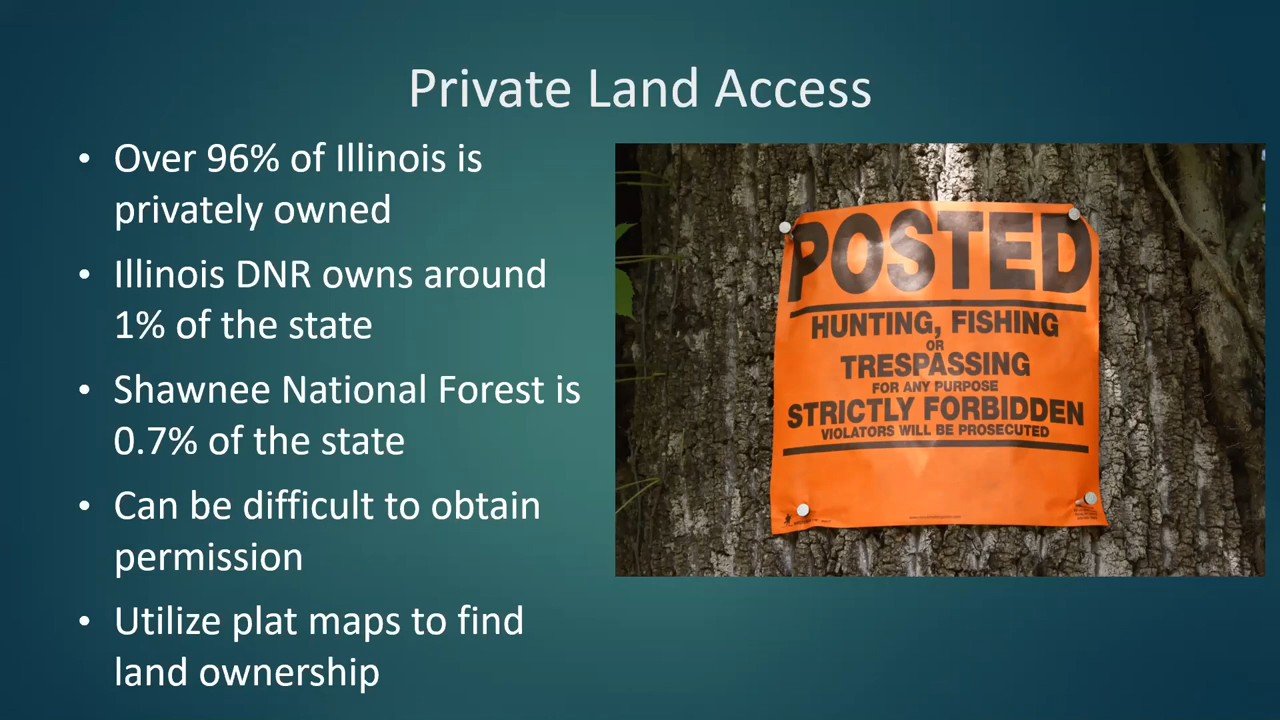 Private Land Access
• Over 96% of Illinois is
privately owned
• Illinois DNR owns around
1% of the state
• Shawnee National Forest is
0.7% of the state
• Can be difficult to obtain
permission
• Utilize plat maps to find
land ownership
POSTED
HUNTING, FISHING
OR
TRESPASSING
FOR ANY PURPOSE
STRICTLY FORBIDDEN
VIOLATORS WILL BE PROSECUTED